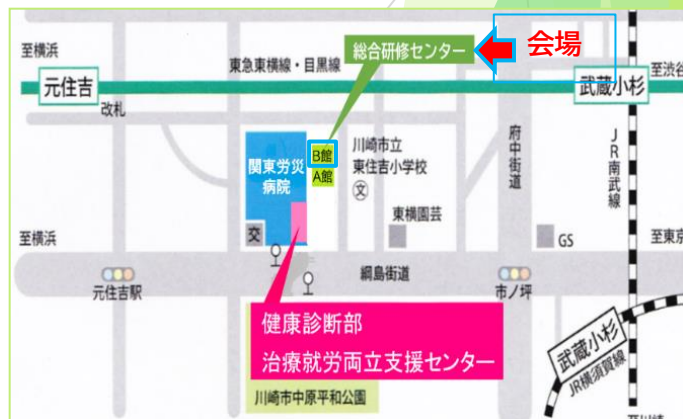 至横浜
元住吉
改札
東急東横線・目黒線
総合研修センター
会場
武蔵小杉
至渋谷
関東労災
病院
B館
A館
川崎市立
東住吉小学校
文
府中街道
JR南武線
交
東横園芸
GS
至横浜
至東京
綱島街道
元住吉駅
市ノ坪
健康診断部
治療就労両立支援センター
武蔵小杉
JR横須賀線
川崎市中原平和公園